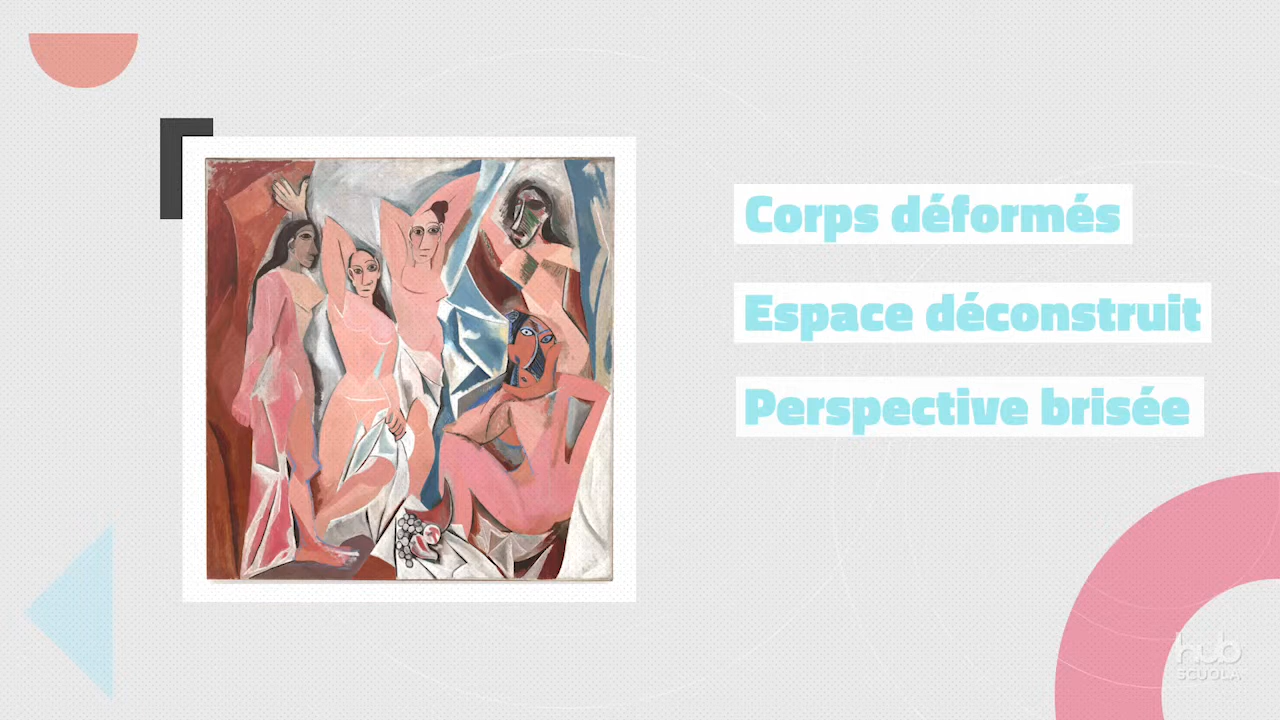 Corps déformés
Espace déconstruit
Perspective brisée
hub
SCUOLA